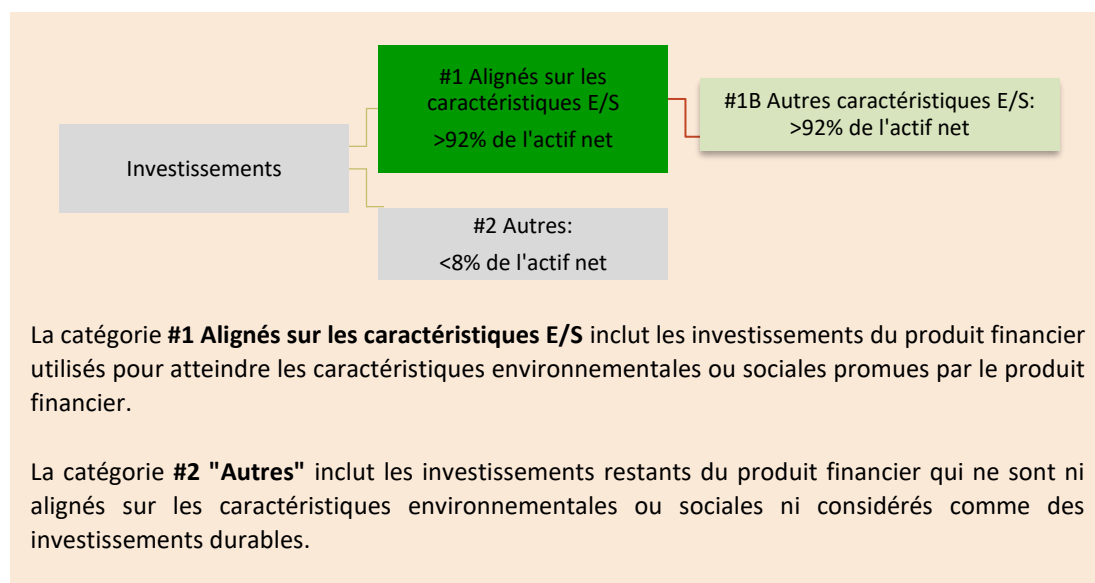 #1 Alignés sur les
caractéristiques E/S
>92% de l'actif net
#1B Autres caractéristiques E/S:
>92% de l'actif net
Investissements
#2 Autres:
<8% de l'actif net
La catégorie #1 Alignés sur les caractéristiques E/S inclut les investissements du produit financier
utilisés pour atteindre les caractéristiques environnementales ou sociales promues par le produit
financier.
La catégorie #2 "Autres" inclut les investissements restants du produit financier qui ne sont ni
alignés sur les caractéristiques environnementales ou sociales ni considérés comme des
investissements durables.